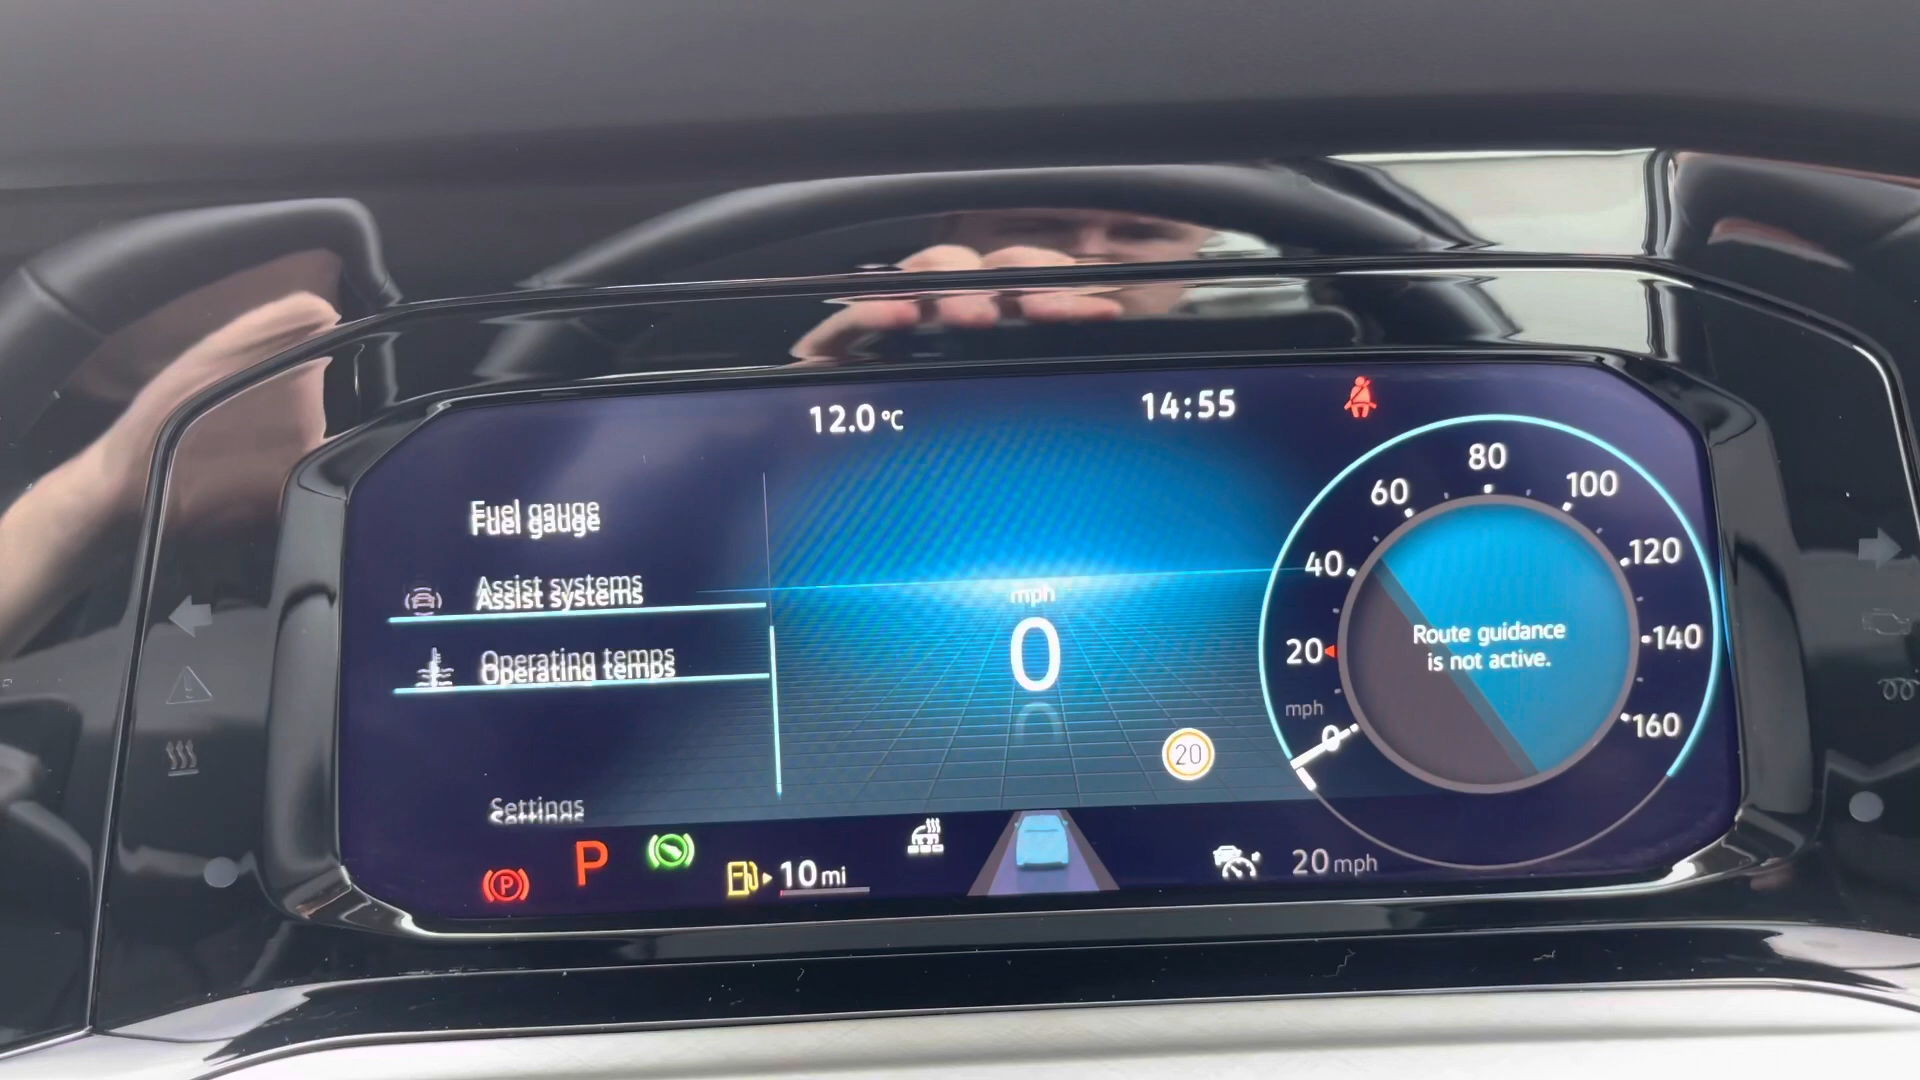 12.0 °C
14:55
Fuel gauge
Assist systems
Operating temps
Settings
mph
0
20
0
20
40
60
80
100
120
140
160
mph
Route guidance
is not active.
P
P
10 mi
20 mph